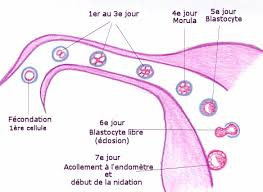 1er au 3e jour
4e jour
Morula
5e jour
Blastocyte
Fécondation
1ère cellule
6e jour
Blastocyte libre
(éclosion)
7e jour
Acollement à l'endomètre
et
début de la nidation